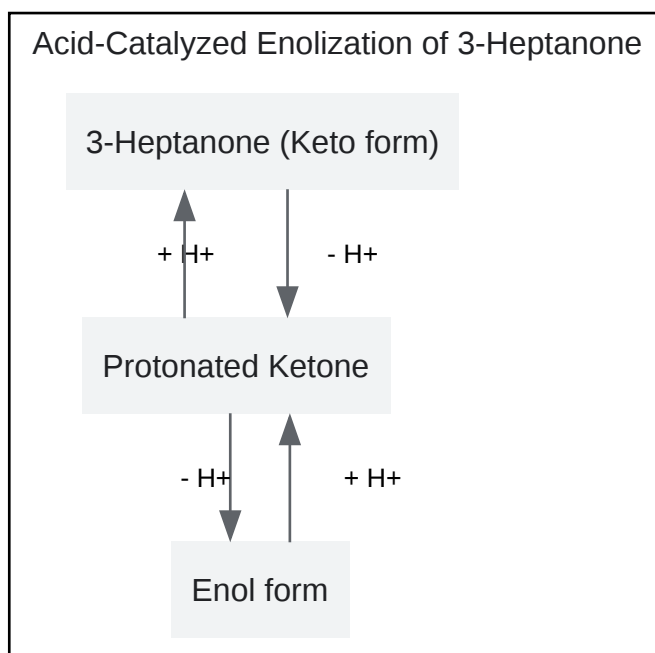 Acid-Catalyzed Enolization of 3-Heptanone
3-Heptanone (Keto form)
+ H+
- H+
Protonated Ketone
- H+
+ H+
Enol form